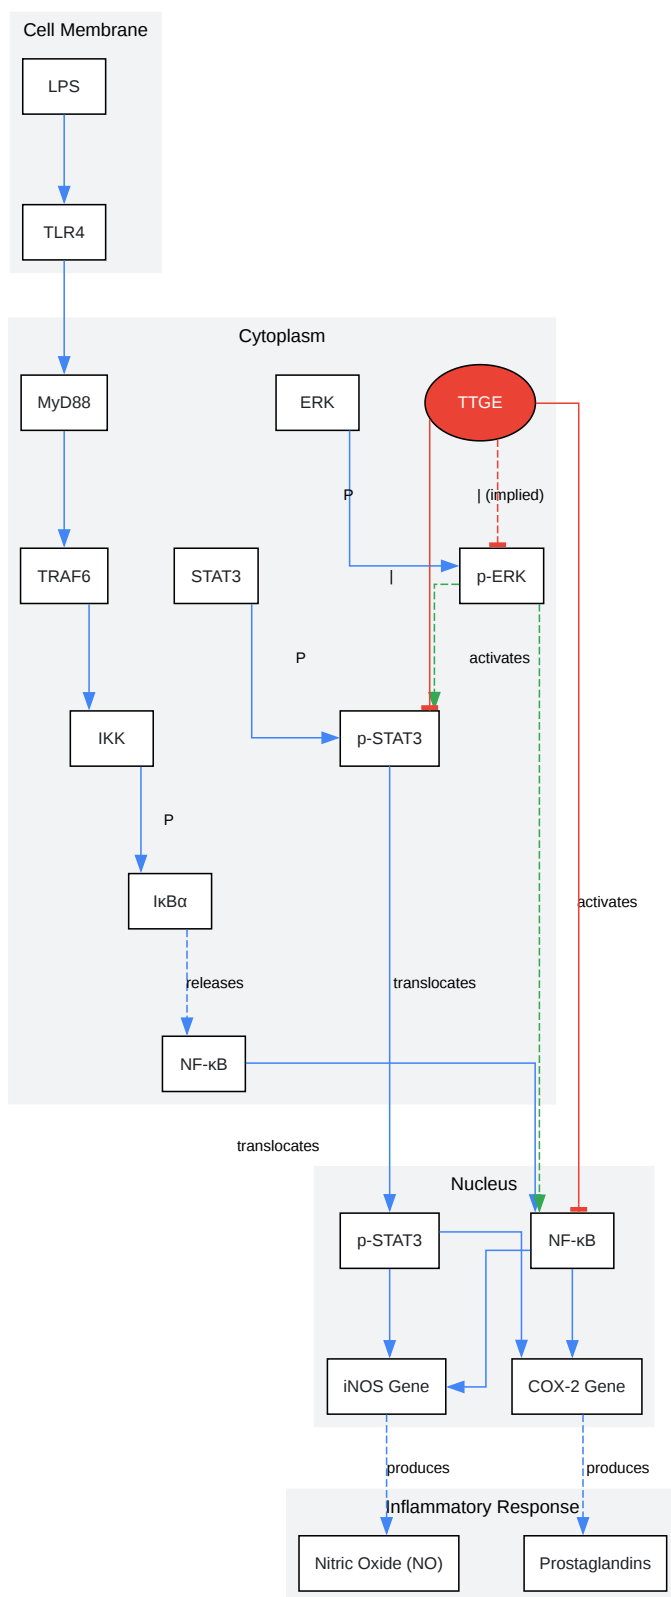 Cell Membrane
LPS
TLR4
Cytoplasm
MyD88
ERK
TTGE
P
| (implied)
TRAF6
STAT3
|
p-ERK
P
activates
IKK
p-STAT3
P
IκBα
activates
releases
translocates
NF-κB
translocates
Nucleus
p-STAT3
NF-κB
iNOS Gene
COX-2 Gene
produces
produces
Inflammatory Response
Nitric Oxide (NO)
Prostaglandins